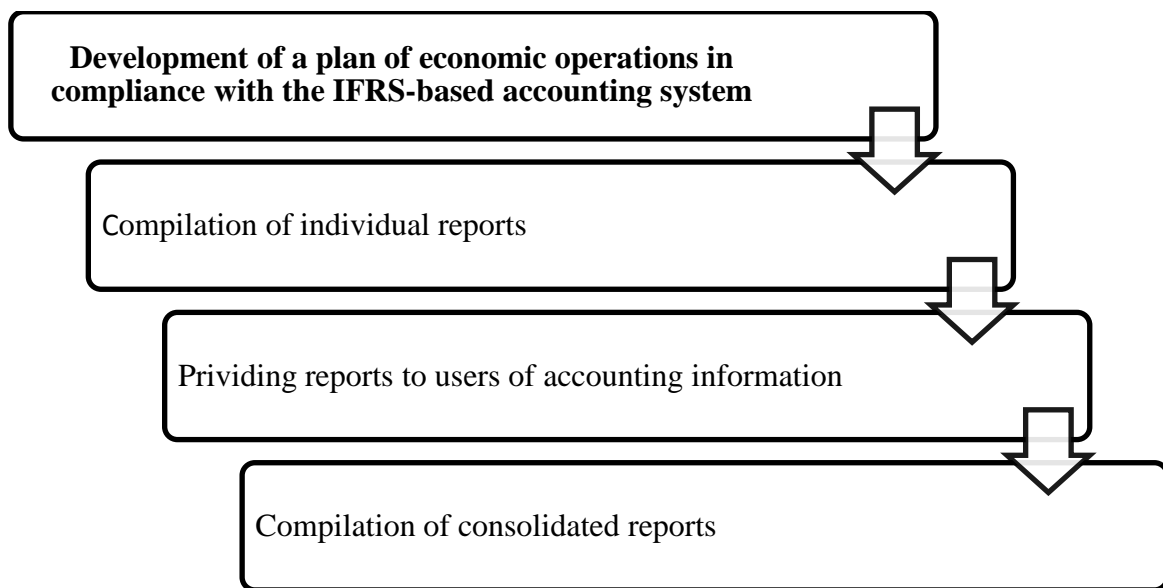 Development of a plan of economic operations in
compliance with the IFRS-based accounting system
Compilation of individual reports
Prividing reports to users of accounting information
Compilation of consolidated reports